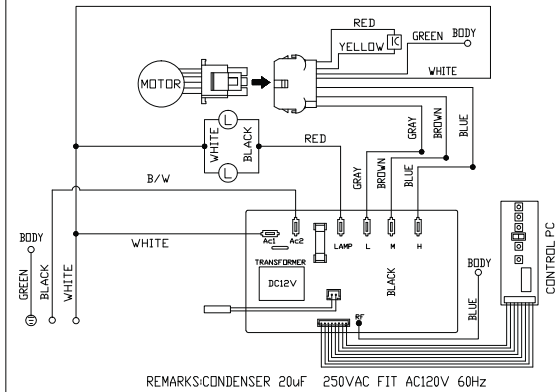 RED
GREEN BODY
YELLOW IC
WHITE
MOTOR
GRAY
BROWN
BLUE
L
WHITE
BLACK
RED
L
GRAY
BROWN
BLUE
B/W
WHITE
Ac1 Ac2 LAMP L M H
BODY
GREEN
BLACK
WHITE
TRANSFORMER
DC12V
BLACK
BODY
BLUE
RF
CONTROL PC
REMARKS:CONDENSER 20uF 250VAC FIT AC120V 60Hz